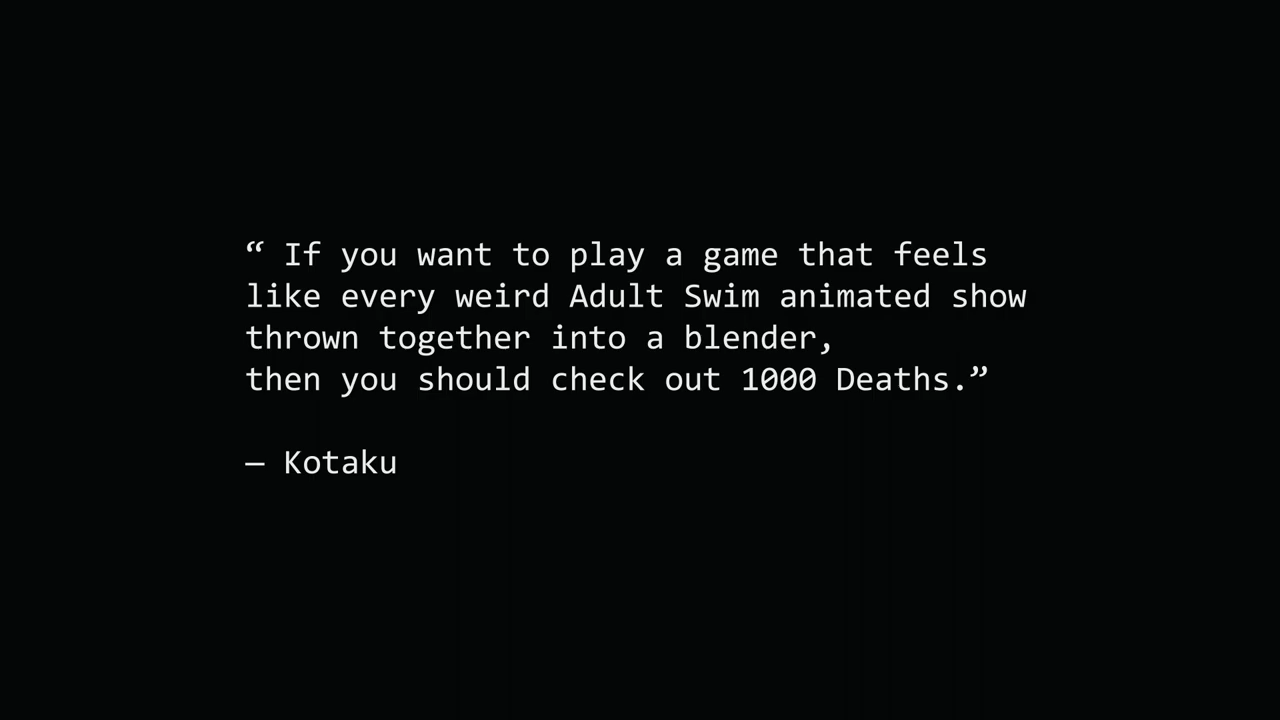 “ If you want to play a game that feels
like every weird Adult Swim animated show
thrown together into a blender,
then you should check out 1000 Deaths.”
— Kotaku